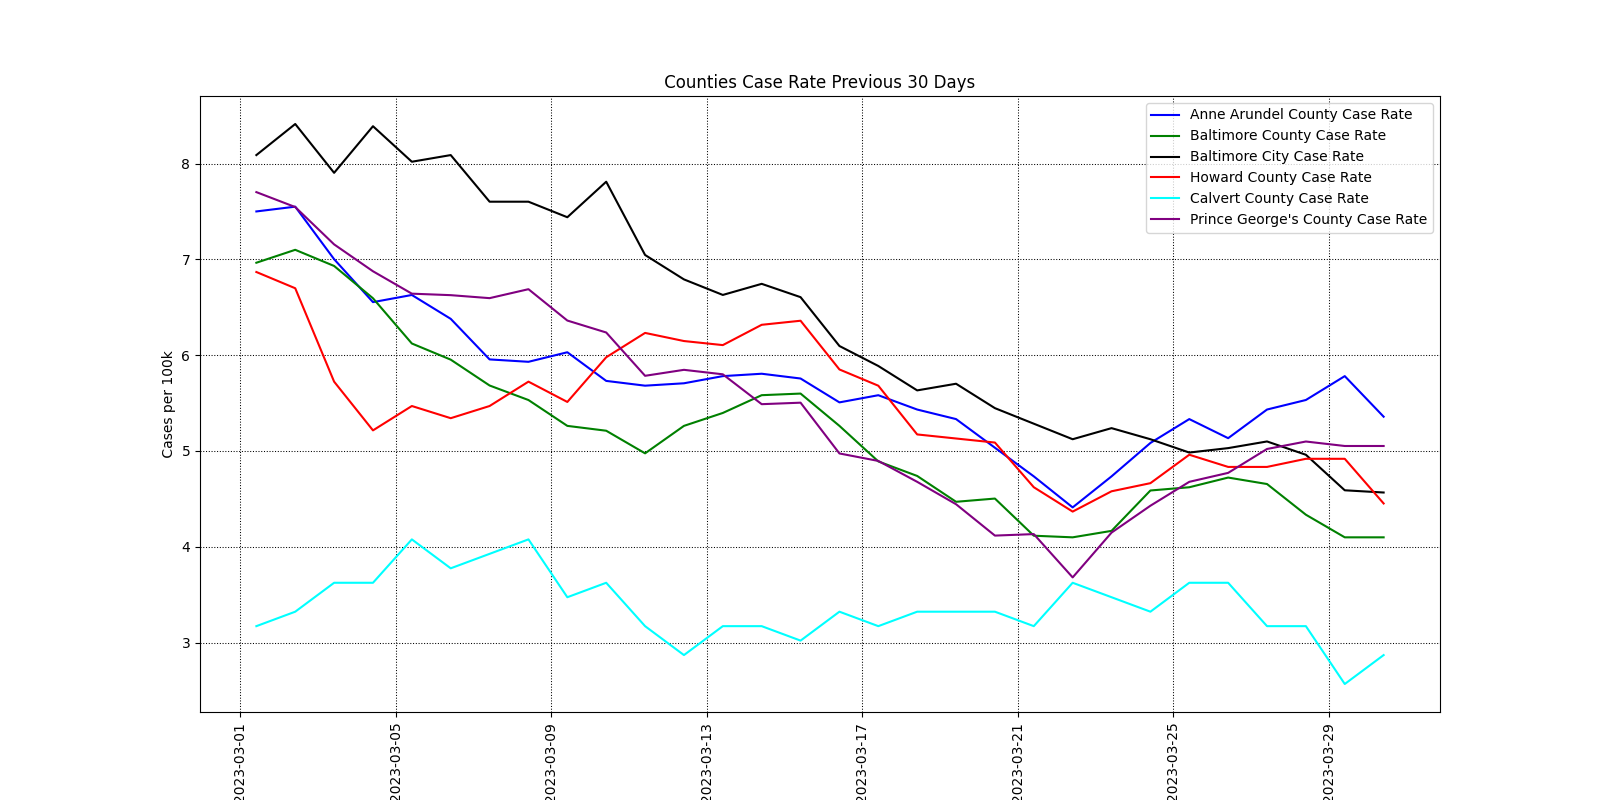 Counties Case Rate Previous 30 Days
Anne Arundel County Case Rate
Baltimore County Case Rate
Baltimore City Case Rate
Howard County Case Rate
Calvert County Case Rate
Prince George's County Case Rate
Cases per 100k
8
7
6
5
4
3
2023-03-01
2023-03-05
2023-03-09
2023-03-13
2023-03-17
2023-03-21
2023-03-25
2023-03-29